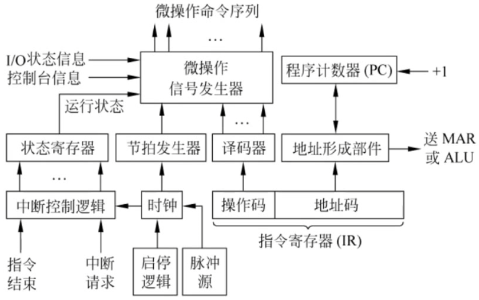 微操作命令序列
…
I/O状态信息
控制台信息
运行状态
微操作
信号发生器
程序计数器 (PC)
+1
…
状态寄存器
节拍发生器
译码器
地址形成部件
送 MAR
或 ALU
…
中断控制逻辑
时钟
操作码
地址码
指令寄存器 (IR)
指令
结束
中断
请求
启停
逻辑
脉冲
源